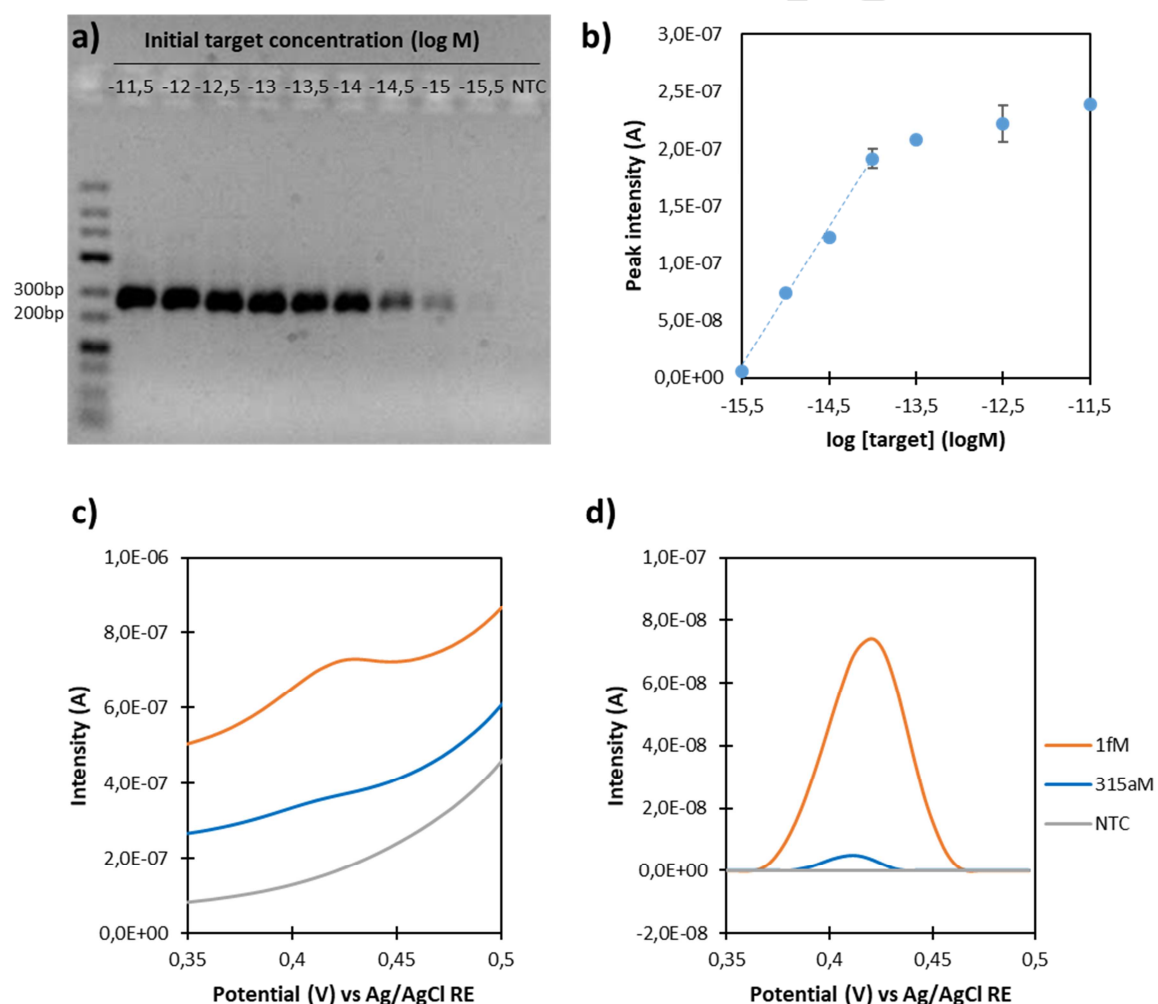 a)
Initial target concentration (log M)
-11,5 -12 -12,5 -13 -13,5 -14 -14,5 -15 -15,5 NTC
300bp
200bp
b)
3,0E-07
2,5E-07
2,0E-07
1,5E-07
1,0E-07
5,0E-08
0,0E+00
Peak intensity (A)
-15,5 -14,5 -13,5 -12,5 -11,5
log [target] (logM)
c)
1,0E-06
8,0E-07
6,0E-07
4,0E-07
2,0E-07
0,0E+00
Intensity (A)
0,35 0,4 0,45 0,5
Potential (V) vs Ag/AgCl RE
d)
1,0E-07
8,0E-08
6,0E-08
4,0E-08
2,0E-08
0,0E+00
-2,0E-08
Intensity (A)
0,35 0,4 0,45 0,5
Potential (V) vs Ag/AgCl RE
1fM
315aM
NTC